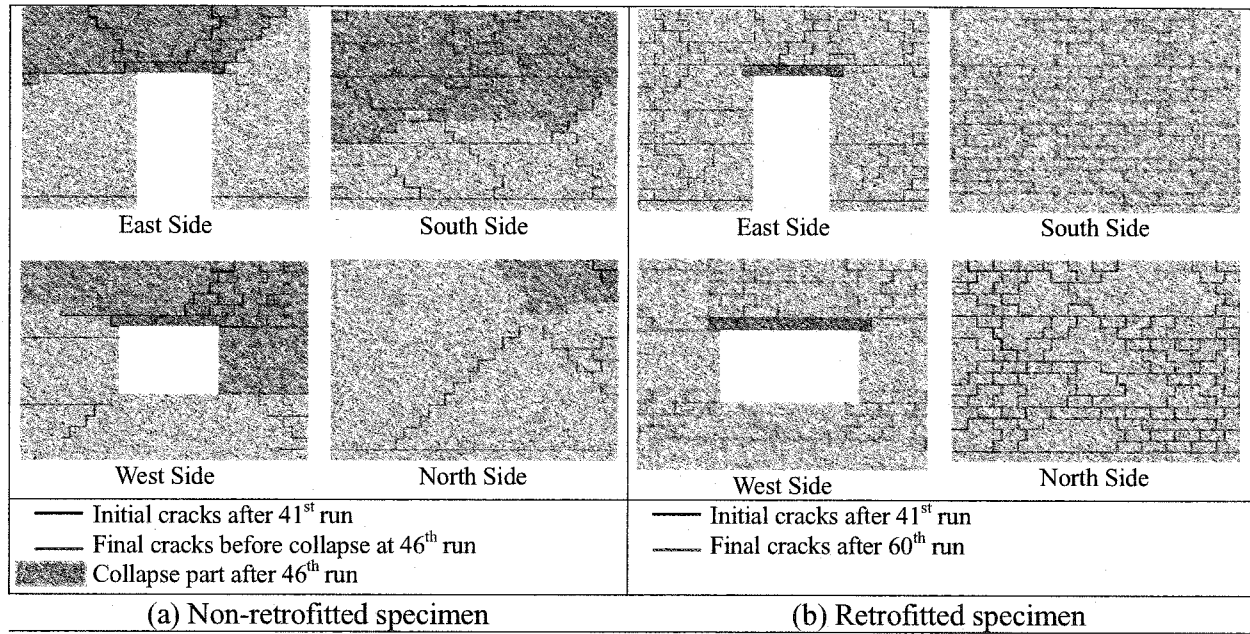 East Side
South Side
West Side
North Side
Initial cracks after 41st run
Final cracks before collapse at 46th run
Collapse part after 46th run
(a) Non-retrofitted specimen
East Side
South Side
West Side
North Side
Initial cracks after 41st run
Final cracks after 60th run
(b) Retrofitted specimen